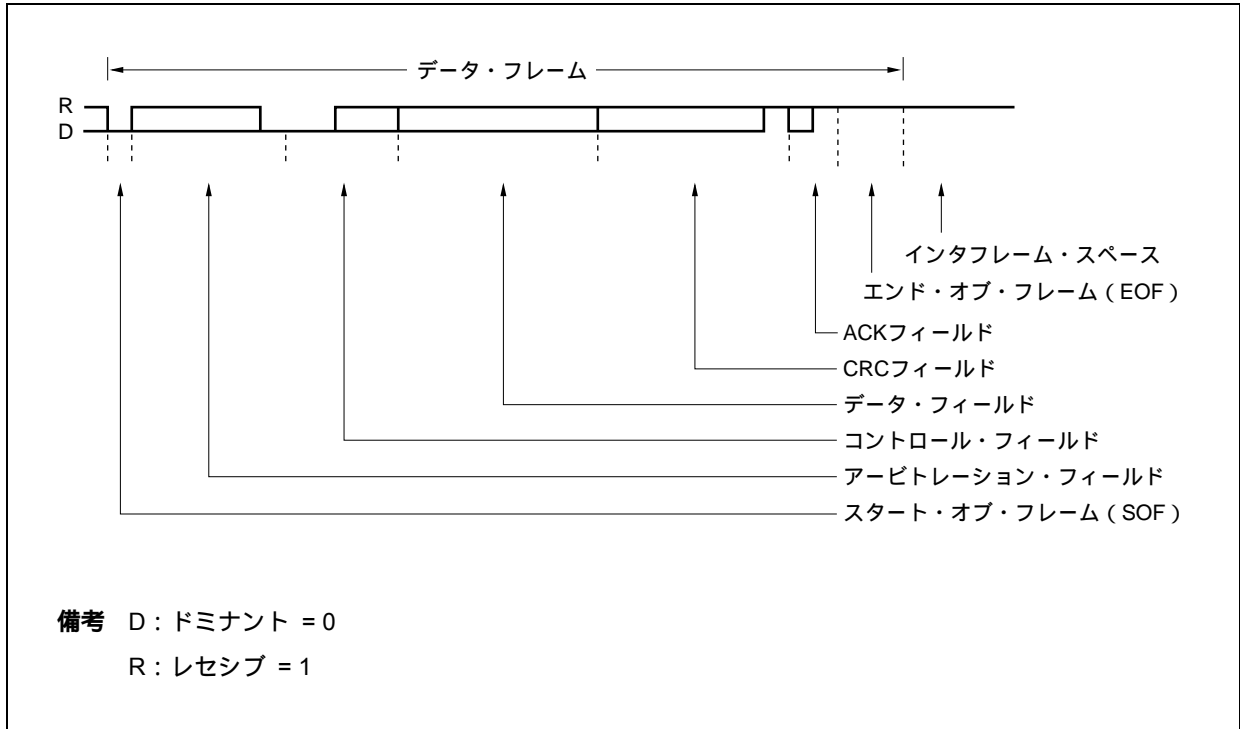 データ・フレーム
R
D
インタフレーム・スペース
エンド・オブ・フレーム（EOF）
ACKフィールド
CRCフィールド
データ・フィールド
コントロール・フィールド
アービトレーション・フィールド
スタート・オブ・フレーム（SOF）
備考 D：ドミナント = 0
R：レセシブ = 1